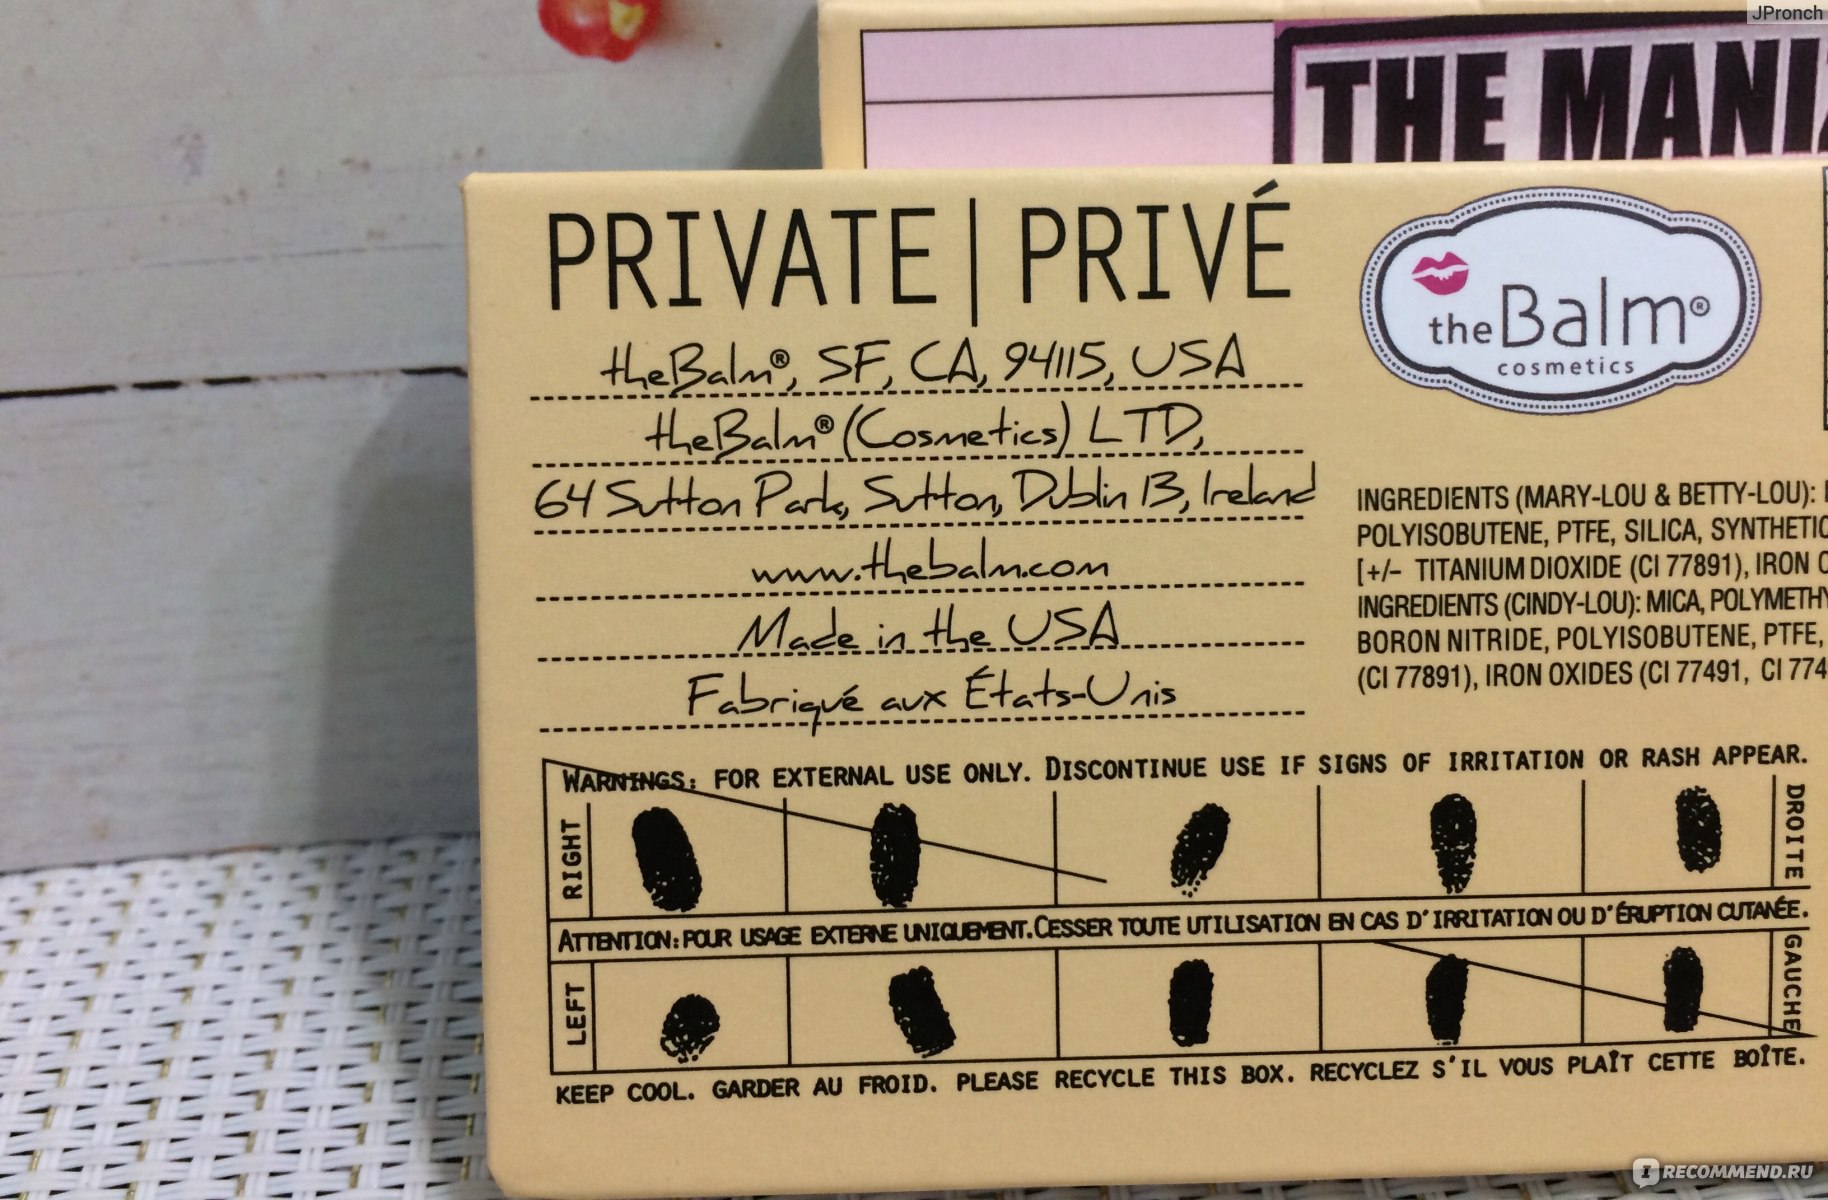 JPronch
THE MANI
PRIVATE | PRIVÉ
theBalm®, SF, CA, 94115, USA
theBalm® (Cosmetics) LTD,
64 Sutton Park, Sutton, Dublin 13, Ireland
www.thebalm.com
Made in the USA
Fabriqué aux États-Unis
theBalm®
cosmetics
INGREDIENTS (MARY-LOU & BETTY-LOU):
POLYISOBUTENE, PTFE, SILICA, SYNTHETIC
[+/- TITANIUM DIOXIDE (CI 77891), IRON
INGREDIENTS (CINDY-LOU): MICA, POLYMETHY
BORON NITRIDE, POLYISOBUTENE, PTFE,
(CI 77891), IRON OXIDES (CI 77491, CI 774
WARNINGS: FOR EXTERNAL USE ONLY. DISCONTINUE USE IF SIGNS OF IRRITATION OR RASH APPEAR.
RIGHT
DROITE
ATTENTION: POUR USAGE EXTERNE UNIQUEMENT. CESSER TOUTE UTILISATION EN CAS D'IRRITATION OU D'ÉRUPTION CUTANÉE.
LEFT
GAUCHE
KEEP COOL. GARDER AU FROID. PLEASE RECYCLE THIS BOX. RECYCLEZ S'IL VOUS PLAÎT CETTE BOÎTE.
RECOMMEND.RU